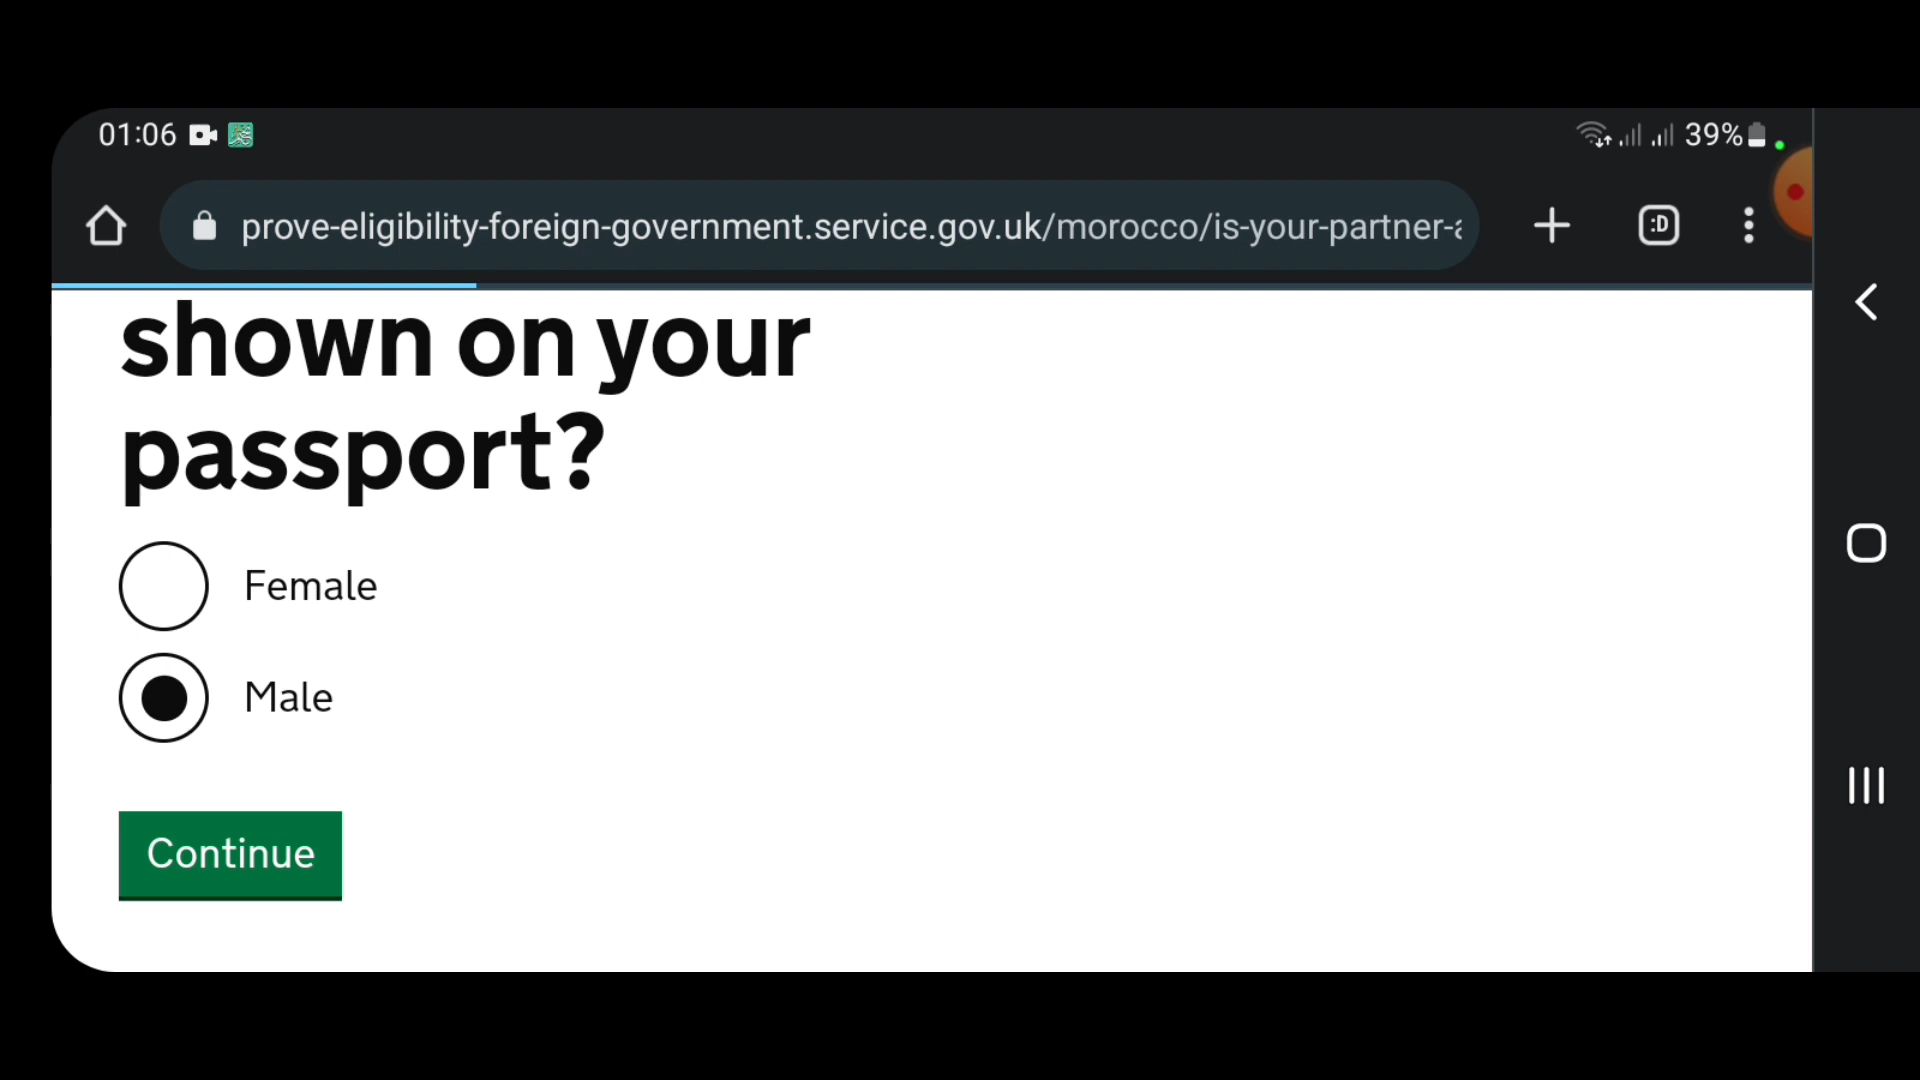 01:06
39%
prove-eligibility-foreign-government.service.gov.uk/morocco/is-your-partner-
:D
shown on your
passport?
Female
Male
Continue